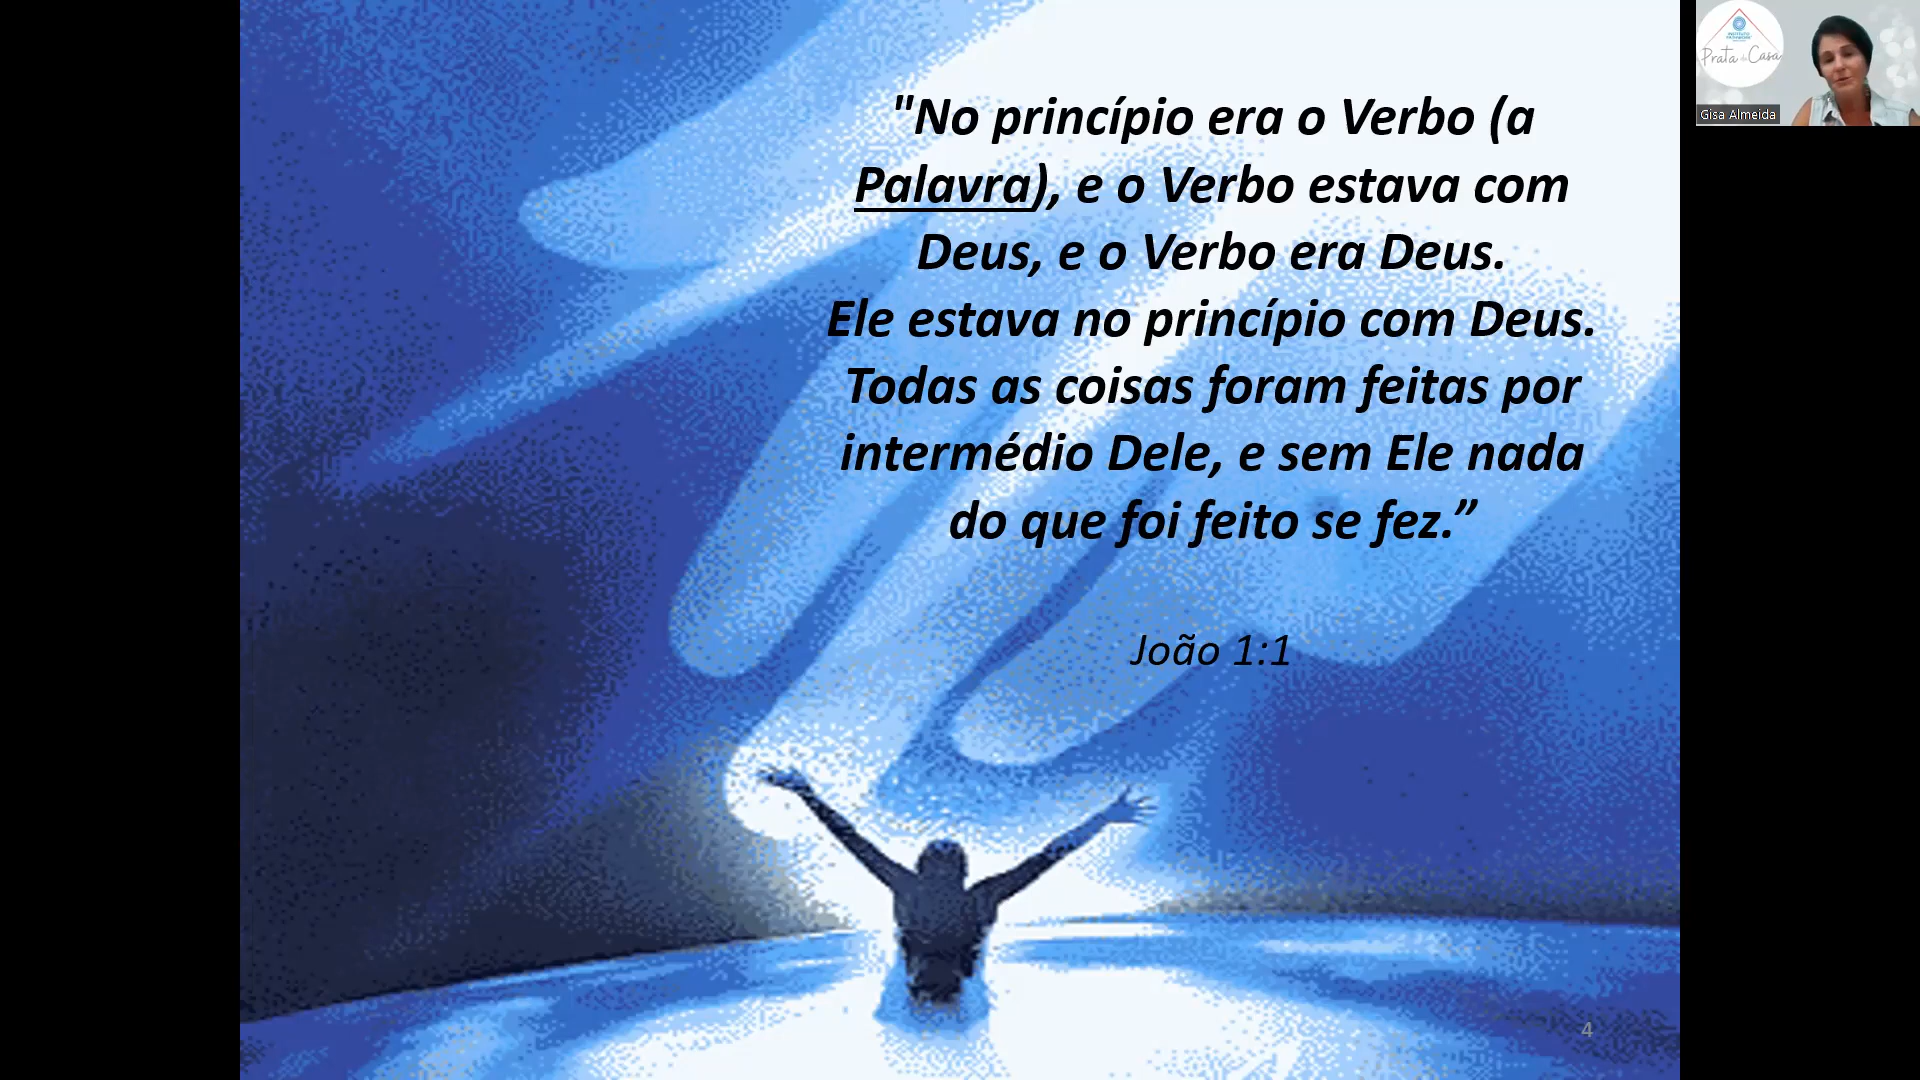 "No princípio era o Verbo (a
Palavra), e o Verbo estava com
Deus, e o Verbo era Deus.
Ele estava no princípio com Deus.
Todas as coisas foram feitas por
intermédio Dele, e sem Ele nada
do que foi feito se fez.”
João 1:1
4
Prata da Casa
Gisa Almeida